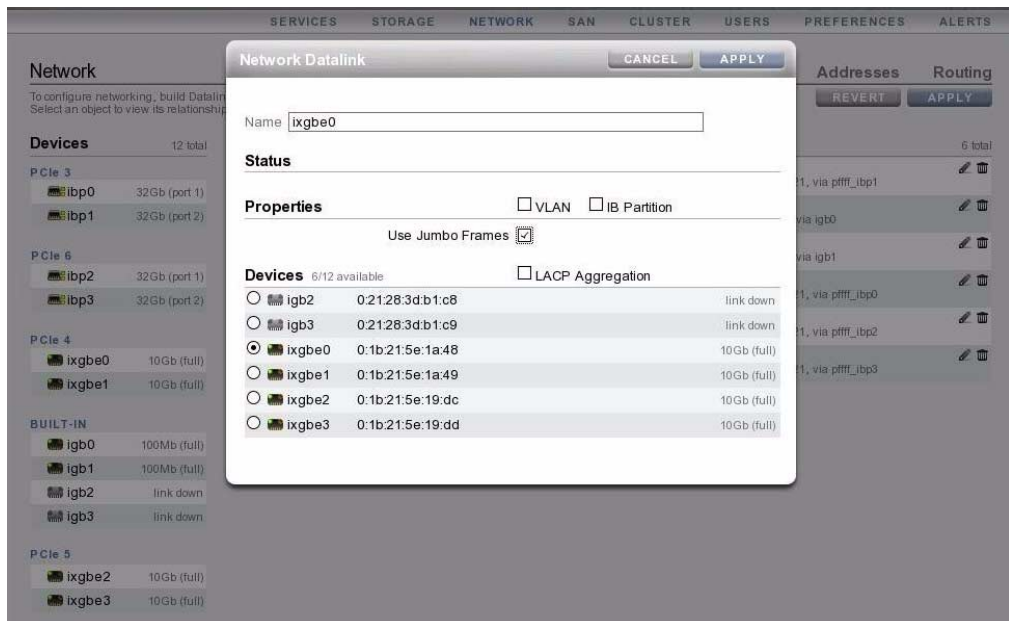 SERVICES STORAGE NETWORK SAN CLUSTER USERS PREFERENCES ALERTS
Network
To configure networking, build Datalin
Select an object to view its relationship
Addresses Routing
REVERT APPLY
Devices 12 total
PCIe 3
ibp0 32Gb (port 1)
ibp1 32Gb (port 2)
PCIe 6
ibp2 32Gb (port 1)
ibp3 32Gb (port 2)
PCIe 4
ixgbe0 10Gb (full)
ixgbe1 10Gb (full)
BUILT-IN
igb0 100Mb (full)
igb1 100Mb (full)
igb2 link down
igb3 link down
PCIe 5
ixgbe2 10Gb (full)
ixgbe3 10Gb (full)
Network Datalink CANCEL APPLY
Name ixgbe0
Status
Properties VLAN IB Partition
Use Jumbo Frames
Devices 6/12 available LACP Aggregation
igb2 0:21:28:3d:b1:c8 link down
igb3 0:21:28:3d:b1:c9 link down
ixgbe0 0:1b:21:5e:1a:48 10Gb (full)
ixgbe1 0:1b:21:5e:1a:49 10Gb (full)
ixgbe2 0:1b:21:5e:19:dc 10Gb (full)
ixgbe3 0:1b:21:5e:19:dd 10Gb (full)
6 total
1, via pffff_ibp1
via igb0
via igb1
1, via pffff_ibp0
1, via pffff_ibp2
1, via pffff_ibp3